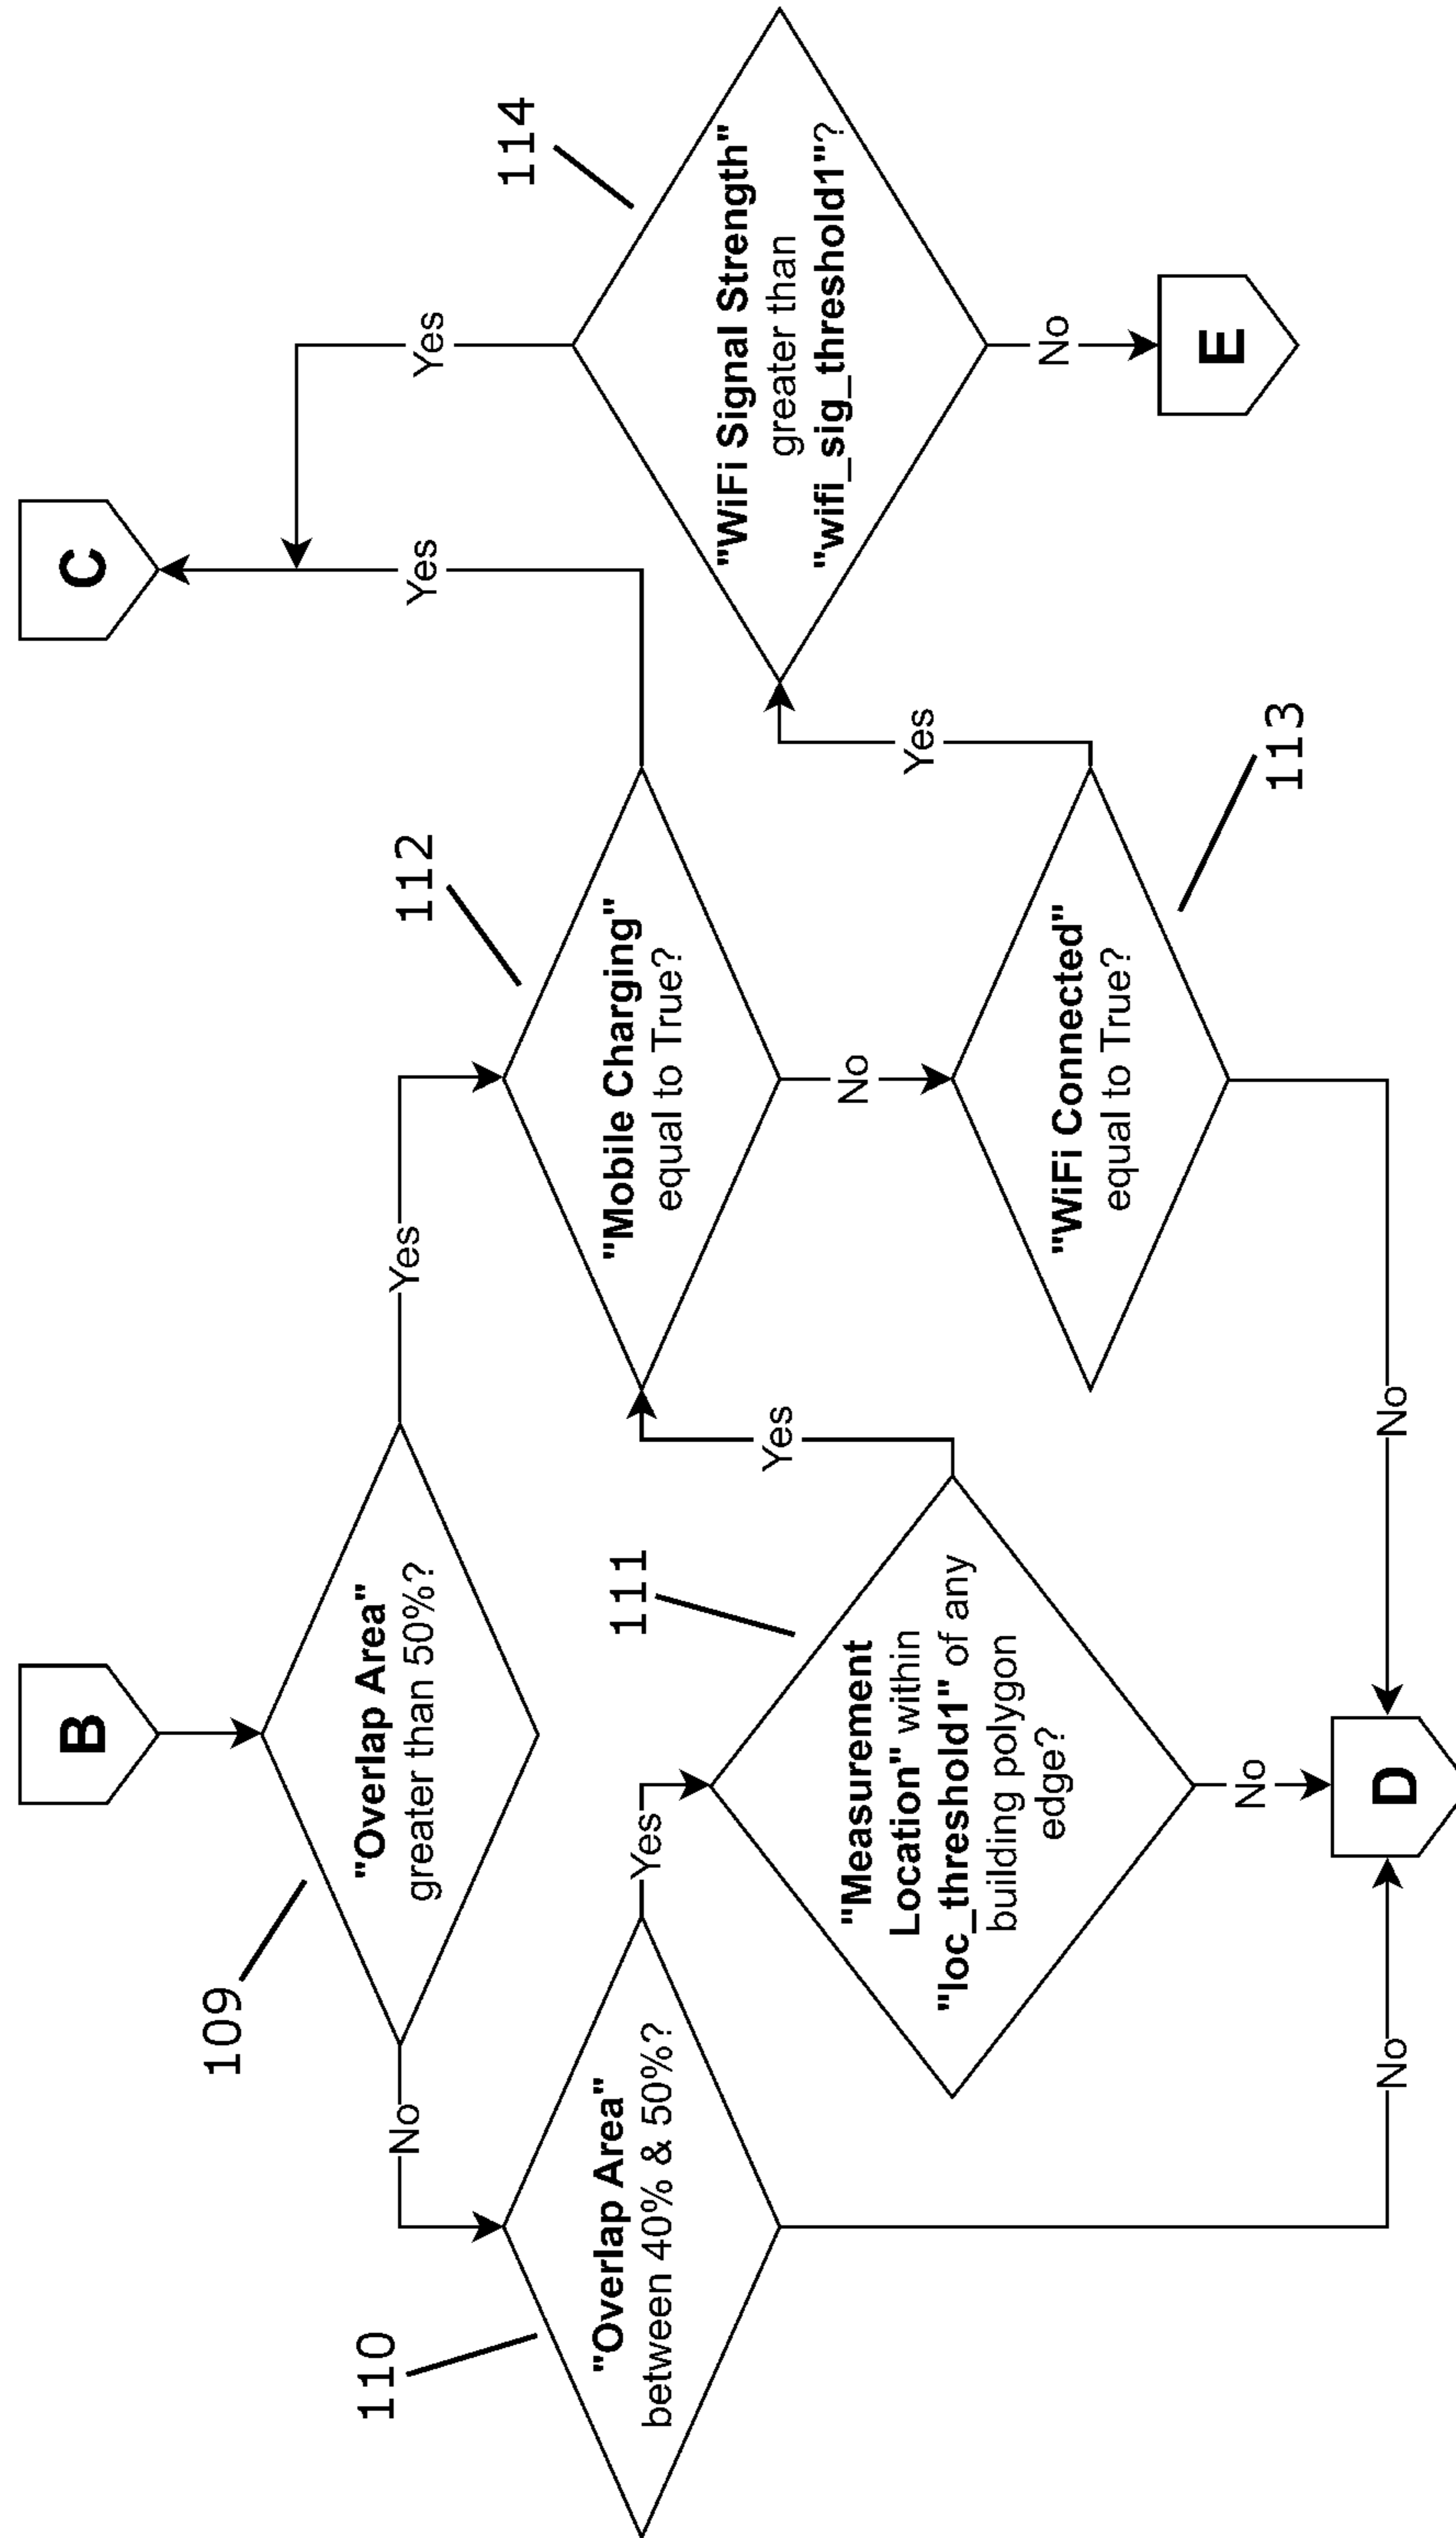 B
109
"Overlap Area"
greater than 50%?
No
Yes
110
"Overlap Area"
between 40% & 50%?
Yes
No
111
"Measurement
Location" within
"loc_threshold1" of any
building polygon
edge?
Yes
No
D
112
"Mobile Charging"
equal to True?
Yes
No
C
113
"WiFi Connected"
equal to True?
Yes
No
114
"WiFi Signal Strength"
greater than
"wifi_sig_threshold1"?
Yes
No
E